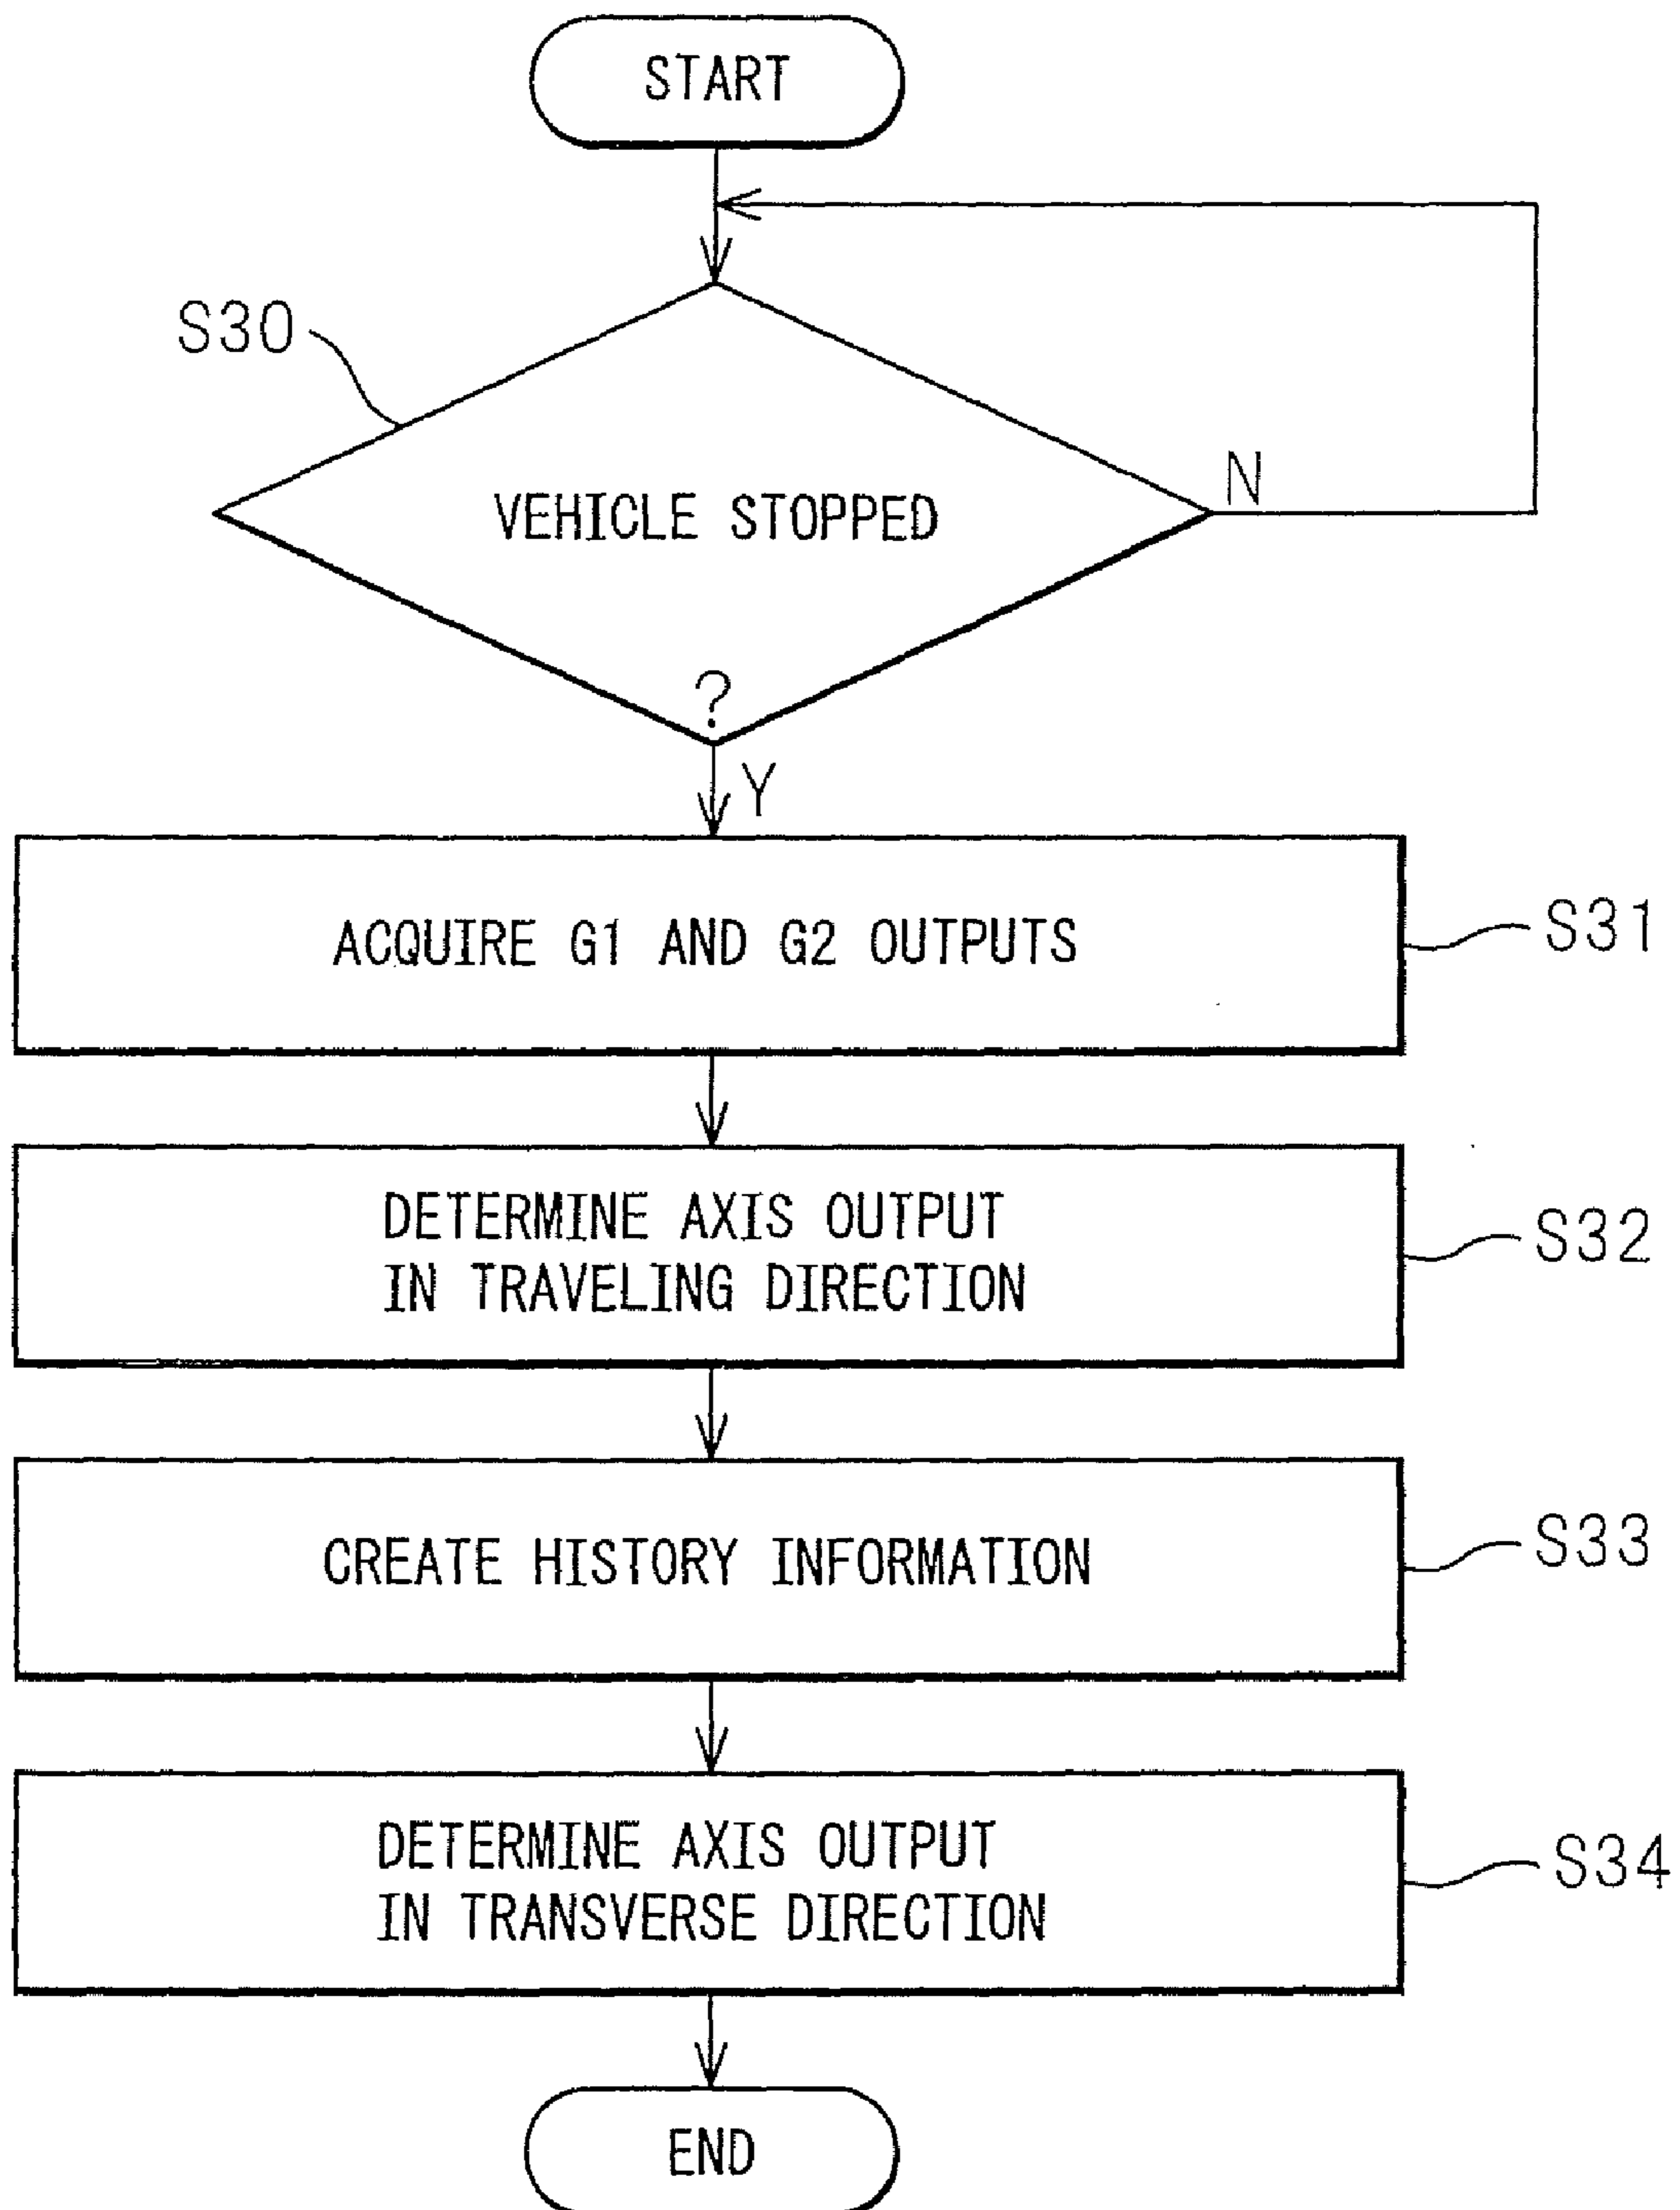 START
S30
N
VEHICLE STOPPED
?
Y
ACQUIRE G1 AND G2 OUTPUTS
S31
DETERMINE AXIS OUTPUT
IN TRAVELING DIRECTION
S32
CREATE HISTORY INFORMATION
S33
DETERMINE AXIS OUTPUT
IN TRANSVERSE DIRECTION
S34
END